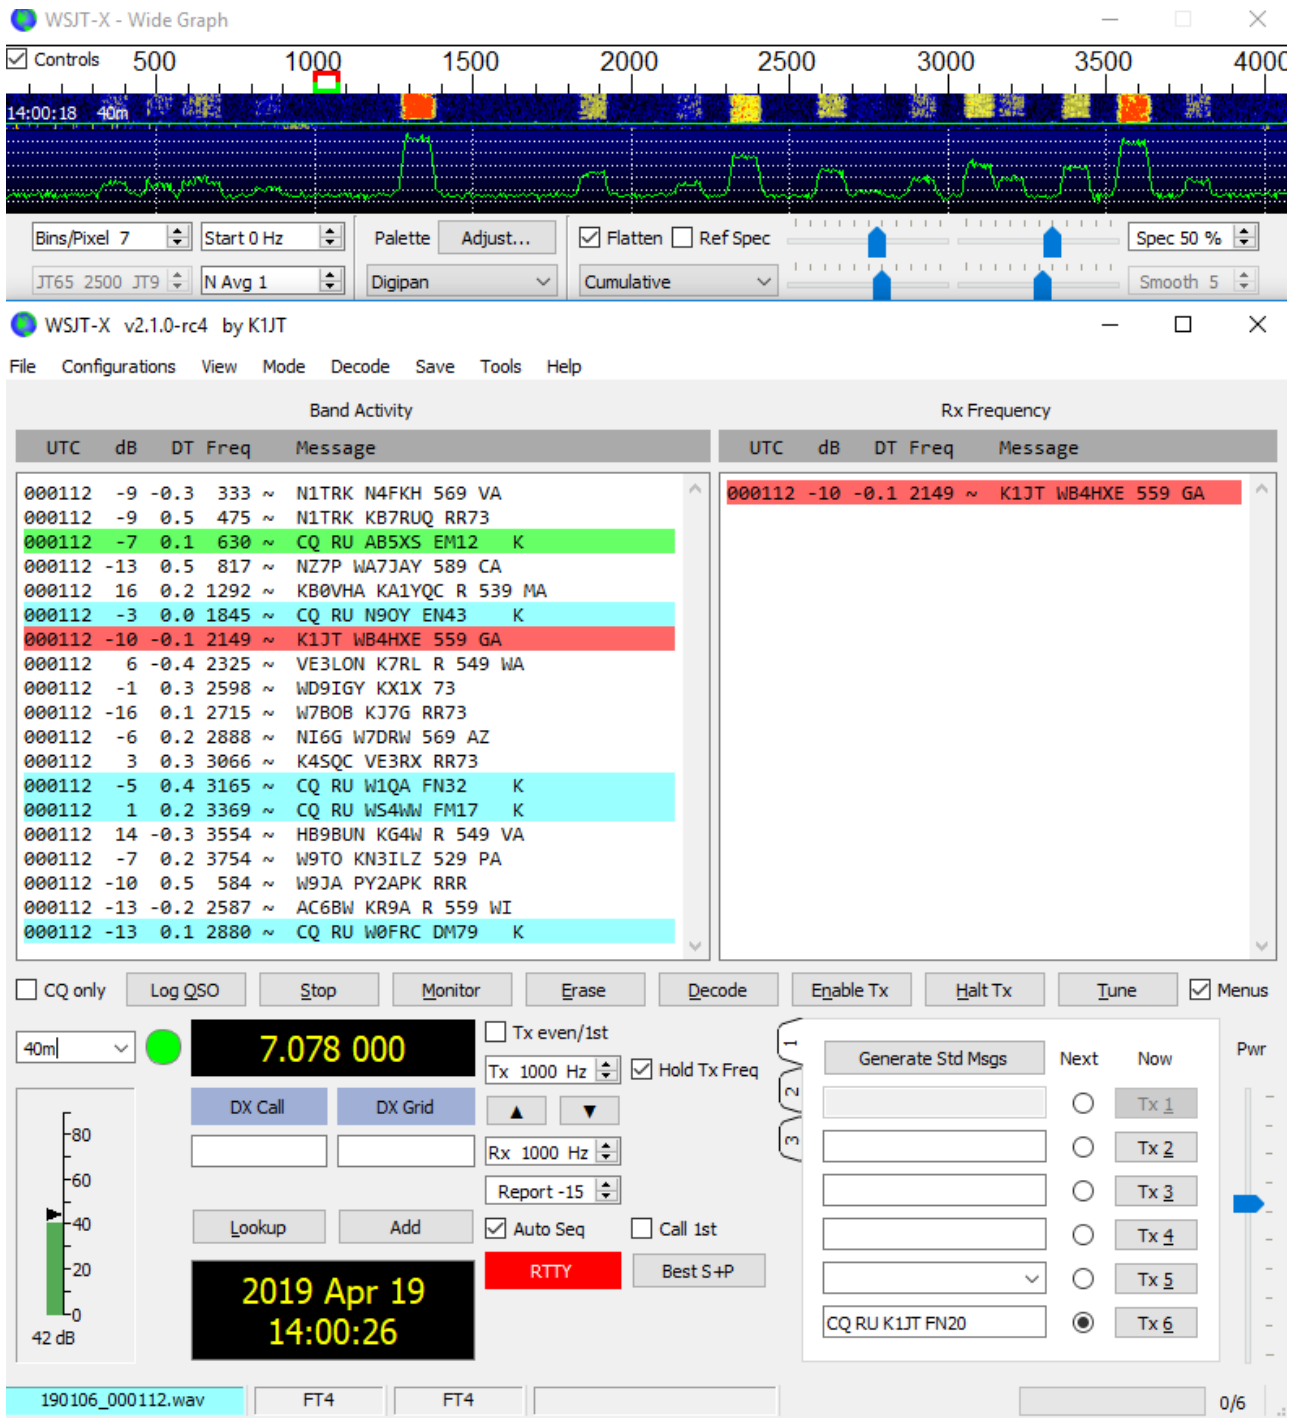 WSJT-X - Wide Graph
Controls 500 1000 1500 2000 2500 3000 3500 4000
14:00:18 40m
Bins/Pixel 7 Start 0 Hz Palette Adjust... Flatten Ref Spec Spec 50 %
JT65 2500 JT9 N Avg 1 Digipan Cumulative Smooth 5
WSJT-X v2.1.0-rc4 by K1JT
File Configurations View Mode Decode Save Tools Help
Band Activity Rx Frequency
UTC dB DT Freq Message UTC dB DT Freq Message
000112 -9 -0.3 333 ~ N1TRK N4FKH 569 VA 000112 -10 -0.1 2149 ~ K1JT WB4HXE 559 GA
000112 -9 0.5 475 ~ N1TRK KB7RUQ RR73
000112 -7 0.1 630 ~ CQ RU AB5XS EM12 K
000112 -13 0.5 817 ~ NZ7P WA7JAY 589 CA
000112 16 0.2 1292 ~ KB0VHA KA1YQC R 539 MA
000112 -3 0.0 1845 ~ CQ RU N9OY EN43 K
000112 -10 -0.1 2149 ~ K1JT WB4HXE 559 GA
000112 6 -0.4 2325 ~ VE3LON K7RL R 549 WA
000112 -1 0.3 2598 ~ WD9IGY KX1X 73
000112 -16 0.1 2715 ~ W7BOB KJ7G RR73
000112 -6 0.2 2888 ~ NI6G W7DRW 569 AZ
000112 3 0.3 3066 ~ K4SQC VE3RX RR73
000112 -5 0.4 3165 ~ CQ RU W1QA FN32 K
000112 1 0.2 3369 ~ CQ RU WS4WW FM17 K
000112 14 -0.3 3554 ~ HB9BUN KG4W R 549 VA
000112 -7 0.2 3754 ~ W9TO KN3ILZ 529 PA
000112 -10 0.5 584 ~ W9JA PY2APK RRR
000112 -13 -0.2 2587 ~ AC6BW KR9A R 559 WI
000112 -13 0.1 2880 ~ CQ RU W0FRC DM79 K
CQ only Log QSO Stop Monitor Erase Decode Enable Tx Halt Tx Tune Menus
40m 7.078 000 Tx even/1st 1 Generate Std Msgs Next Now Pwr
Tx 1000 Hz Hold Tx Freq
DX Call DX Grid 2 Tx 1
-80 Rx 1000 Hz 3 Tx 2
-60 Report -15 Tx 3
-40 Lookup Add Auto Seq Call 1st Tx 4
-20 RTTY Best S+P Tx 5
2019 Apr 19
-0 14:00:26 CQ RU K1JT FN20 Tx 6
42 dB
190106_000112.wav FT4 FT4 0/6